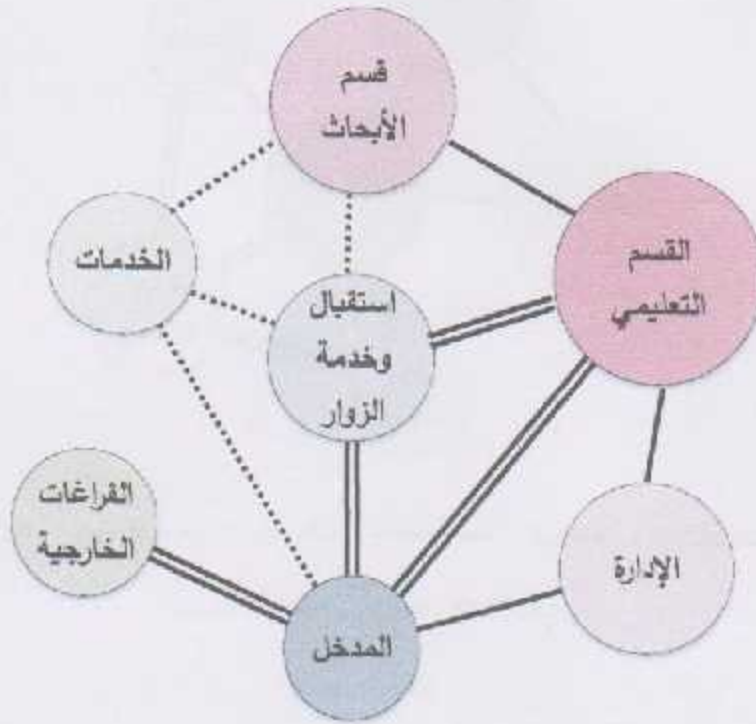 قسم
الأبحاث
القسم
التعليمي
الخدمات
استقبال
وخدمة
الزوار
الفراغات
الخارجية
الإدارة
المدخل